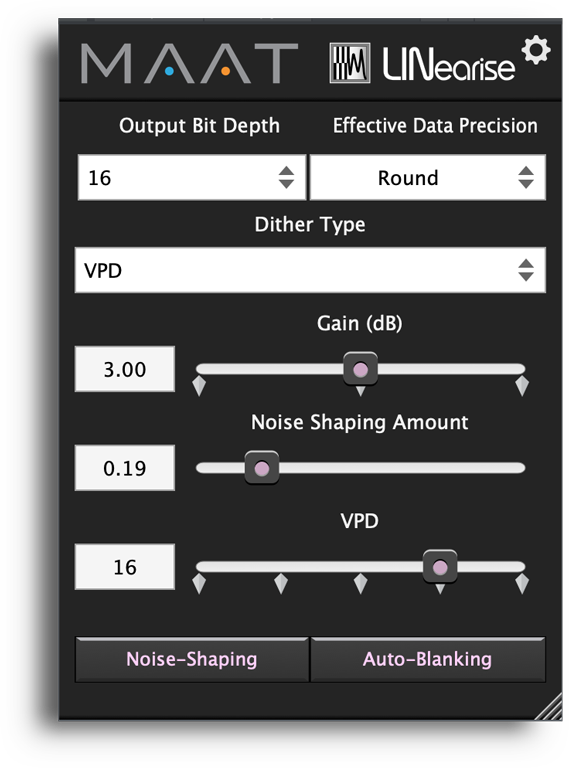 MAAT LINearise
Output Bit Depth Effective Data Precision
16 Round
Dither Type
VPD
Gain (dB)
3.00
Noise Shaping Amount
0.19
VPD
16
Noise-Shaping Auto-Blanking